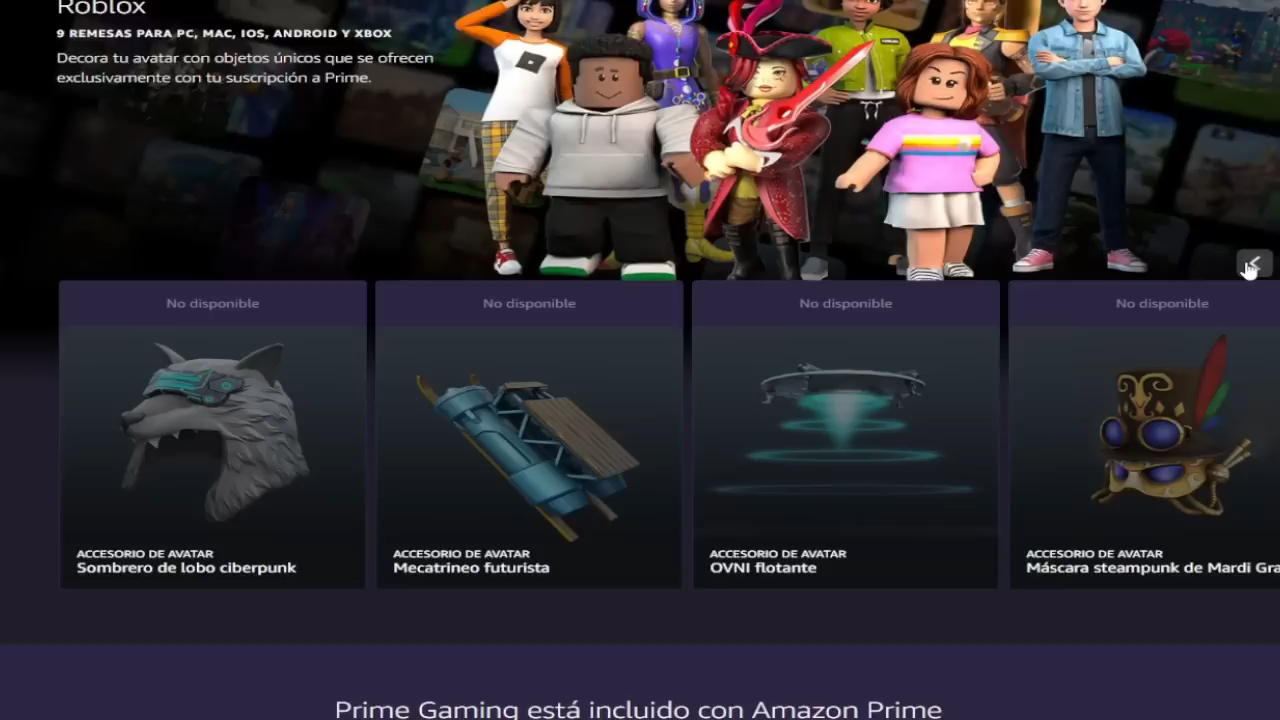 Roblox
9 REMESAS PARA PC, MAC, IOS, ANDROID Y XBOX
Decora tu avatar con objetos únicos que se ofrecen
exclusivamente con tu suscripción a Prime.
No disponible
No disponible
No disponible
No disponible
ACCESORIO DE AVATAR
Sombrero de lobo ciberpunk
ACCESORIO DE AVATAR
Mecatrineo futurista
ACCESORIO DE AVATAR
OVNI flotante
ACCESORIO DE AVATAR
Máscara steampunk de Mardi Gra
Prime Gaming está incluido con Amazon Prime